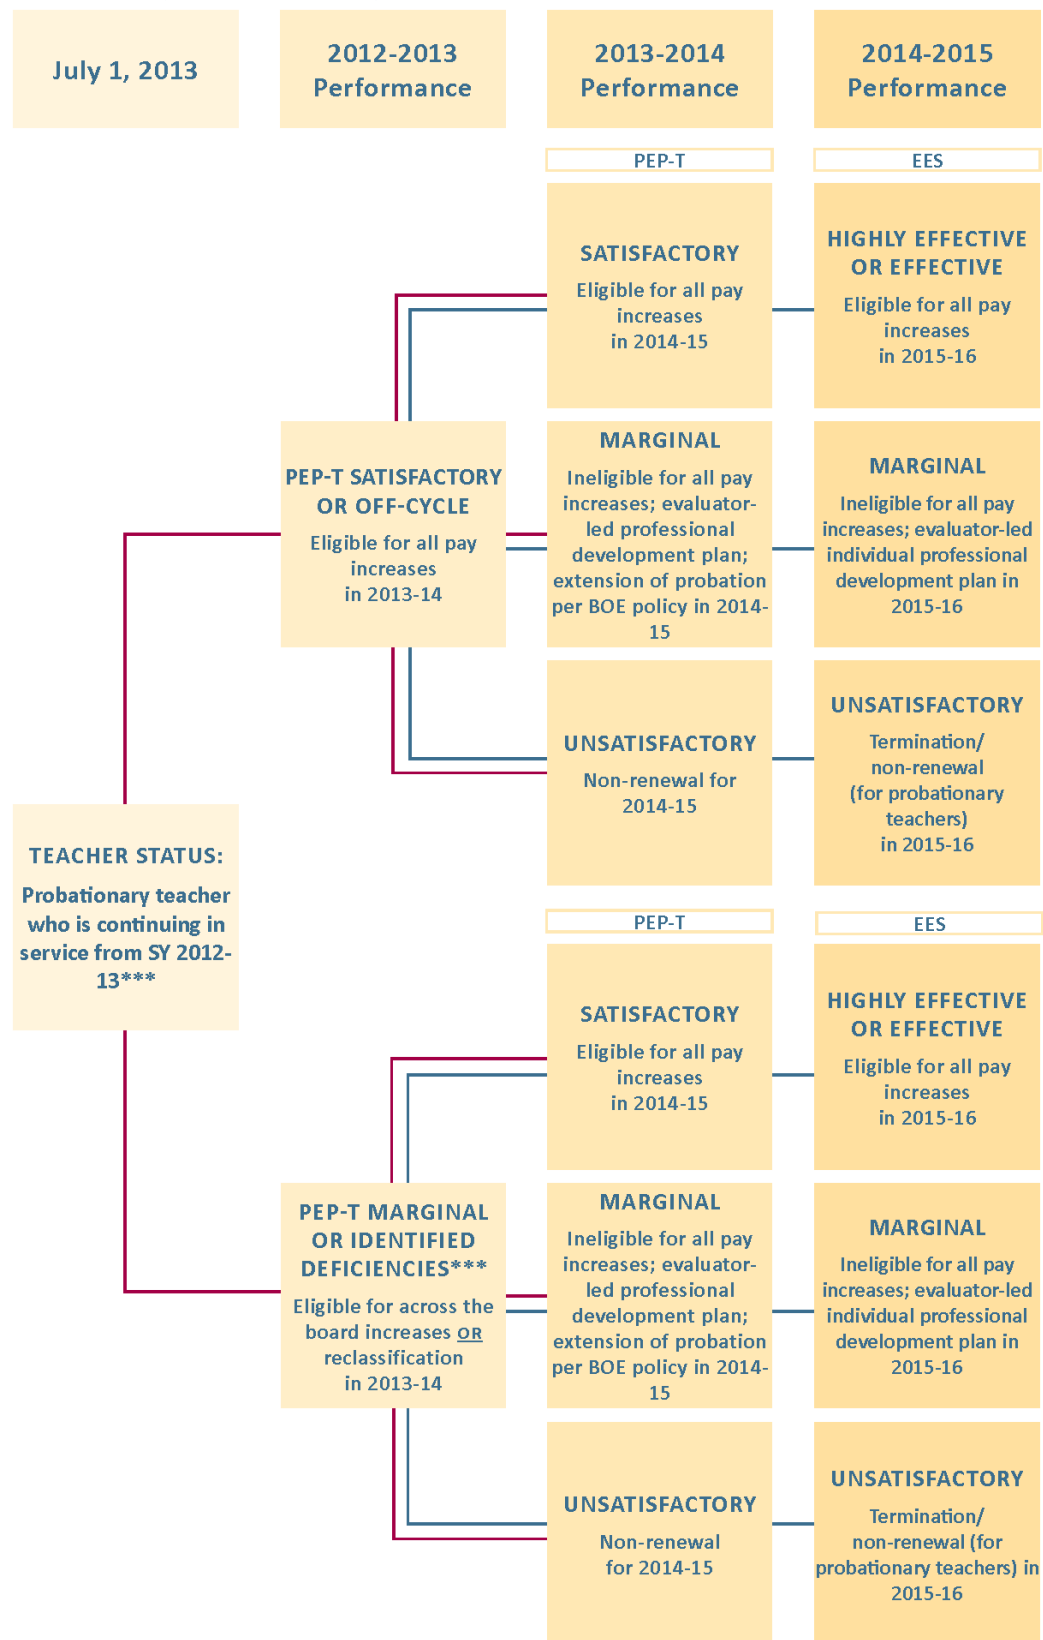 July 1, 2013
2012-2013
Performance
2013-2014
Performance
2014-2015
Performance
PEP-T
EES
SATISFACTORY
Eligible for all pay
increases
in 2014-15
HIGHLY EFFECTIVE
OR EFFECTIVE
Eligible for all pay
increases
in 2015-16
PEP-T SATISFACTORY
OR OFF-CYCLE
Eligible for all pay
increases
in 2013-14
MARGINAL
Ineligible for all pay
increases; evaluator-
led professional
development plan;
extension of probation
per BOE policy in 2014-
15
MARGINAL
Ineligible for all pay
increases; evaluator-led
individual professional
development plan in
2015-16
UNSATISFACTORY
Non-renewal for
2014-15
UNSATISFACTORY
Termination/
non-renewal
(for probationary
teachers)
in 2015-16
TEACHER STATUS:
Probationary teacher
who is continuing in
service from SY 2012-
13***
PEP-T
EES
SATISFACTORY
Eligible for all pay
increases
in 2014-15
HIGHLY EFFECTIVE
OR EFFECTIVE
Eligible for all pay
increases
in 2015-16
PEP-T MARGINAL
OR IDENTIFIED
DEFICIENCIES***
Eligible for across the
board increases OR
reclassification
in 2013-14
MARGINAL
Ineligible for all pay
increases; evaluator-
led professional
development plan;
extension of probation
per BOE policy in 2014-
15
MARGINAL
Ineligible for all pay
increases; evaluator-led
individual professional
development plan in
2015-16
UNSATISFACTORY
Non-renewal
for 2014-15
UNSATISFACTORY
Termination/
non-renewal (for
probationary teachers) in
2015-16